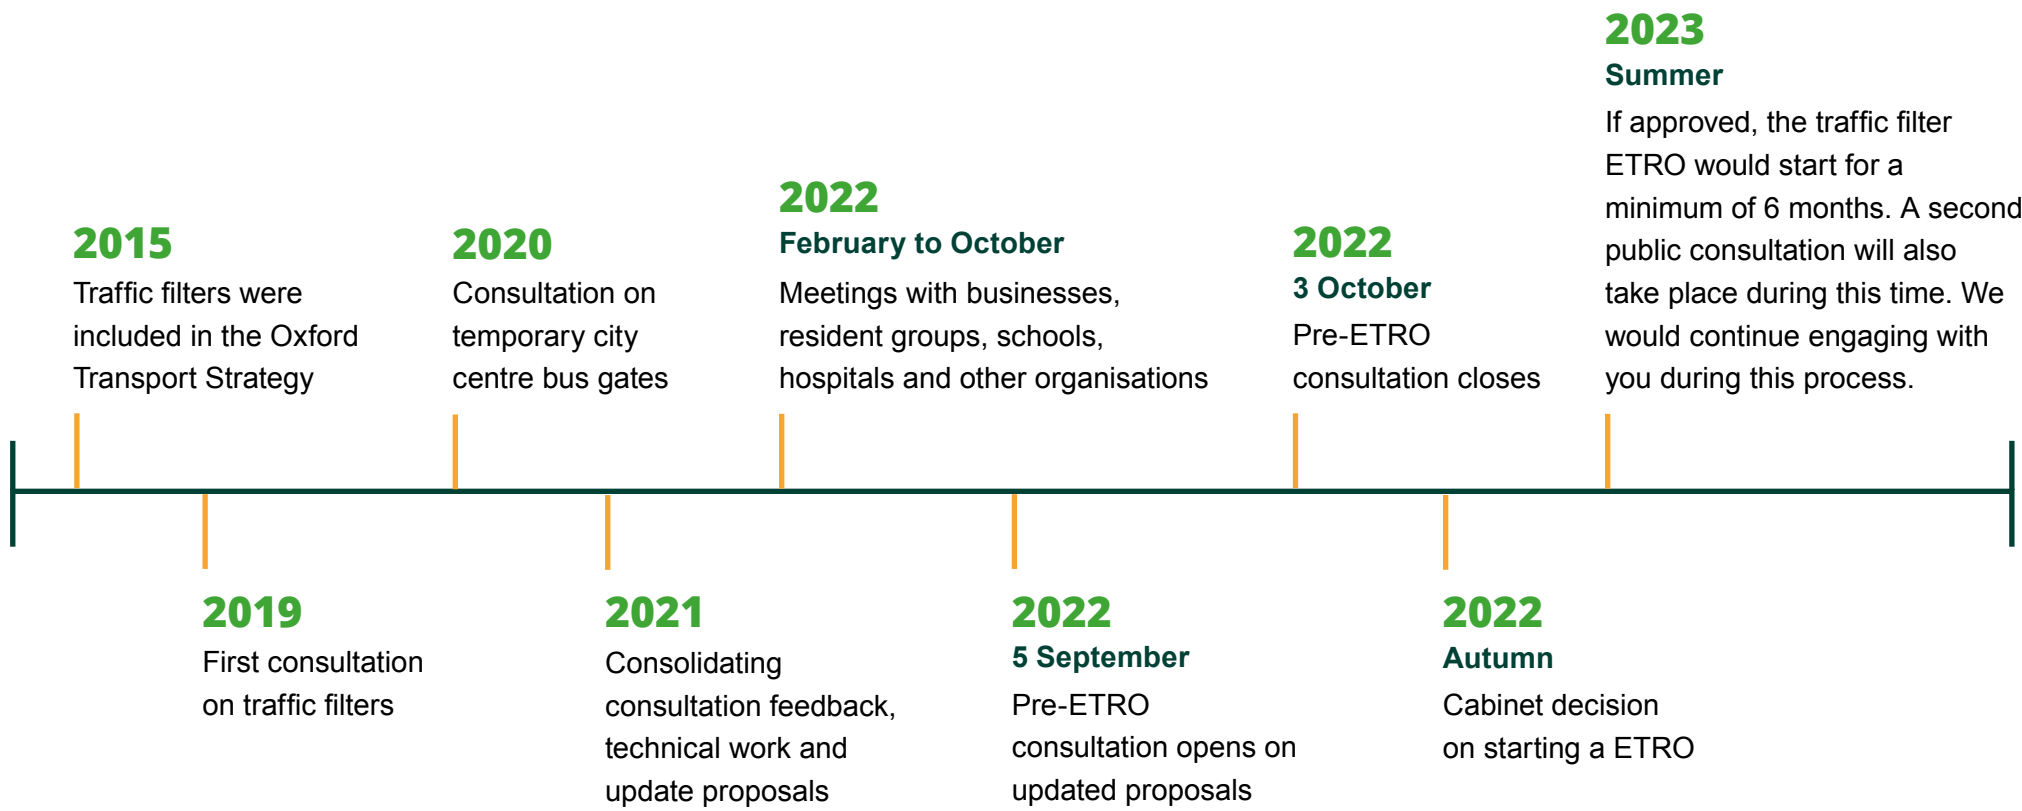 2015
Traffic filters were
included in the Oxford
Transport Strategy
2019
First consultation
on traffic filters
2020
Consultation on
temporary city
centre bus gates
2021
Consolidating
consultation feedback,
technical work and
update proposals
2022
February to October
Meetings with businesses,
resident groups, schools,
hospitals and other organisations
2022
5 September
Pre-ETRO
consultation opens on
updated proposals
2022
3 October
Pre-ETRO
consultation closes
2022
Autumn
Cabinet decision
on starting a ETRO
2023
Summer
If approved, the traffic filter
ETRO would start for a
minimum of 6 months. A second
public consultation will also
take place during this time. We
would continue engaging with
you during this process.